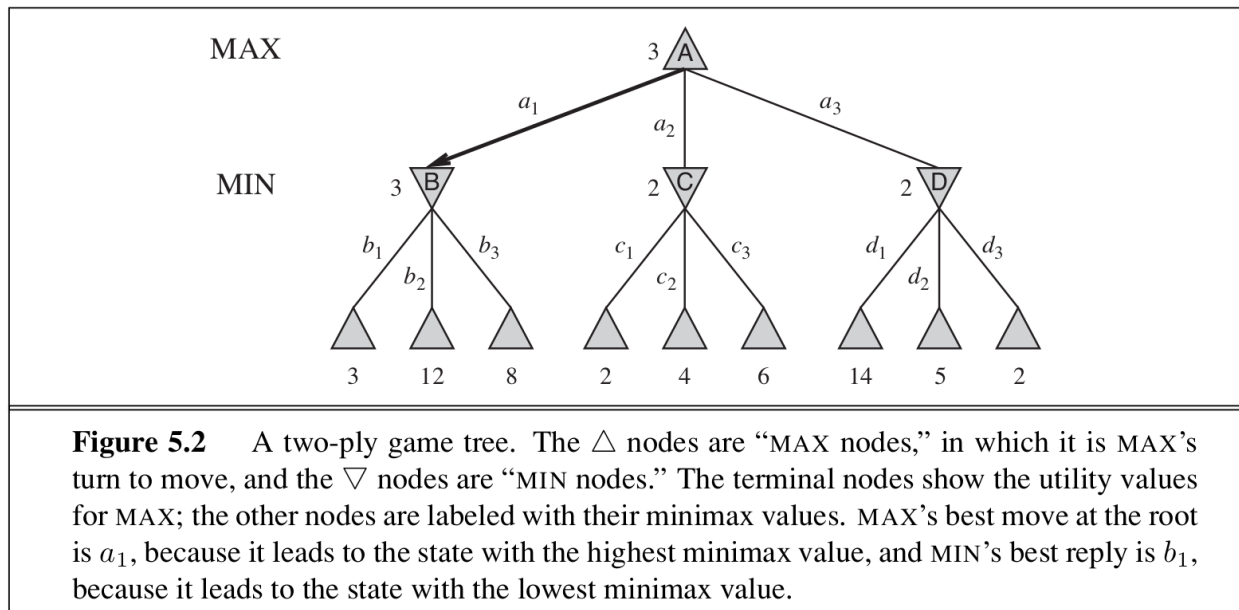 MAX
3 A
a₁ a₂ a₃
MIN
3 B 2 C 2 D
b₁ b₂ b₃ c₁ c₂ c₃ d₁ d₂ d₃
3 12 8 2 4 6 14 5 2
Figure 5.2 A two-ply game tree. The △ nodes are “MAX nodes,” in which it is MAX’s
turn to move, and the ▽ nodes are “MIN nodes.” The terminal nodes show the utility values
for MAX; the other nodes are labeled with their minimax values. MAX’s best move at the root
is a₁, because it leads to the state with the highest minimax value, and MIN’s best reply is b₁,
because it leads to the state with the lowest minimax value.